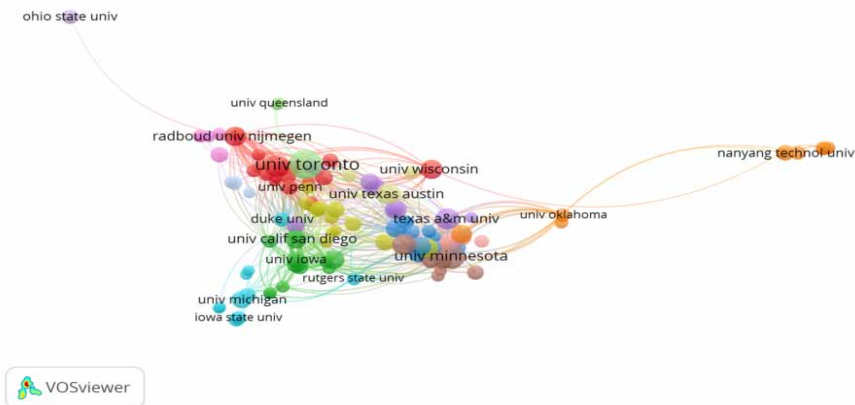 ohio state univ
univ queensland
radboud univ nijmegen
nanyang technol univ
univ toronto
univ wisconsin
univ penn
univ texas austin
duke univ
texas a&m univ
univ oklahoma
univ calif san diego
univ iowa
univ minnesota
rutgers state univ
univ michigan
iowa state univ
VOSviewer